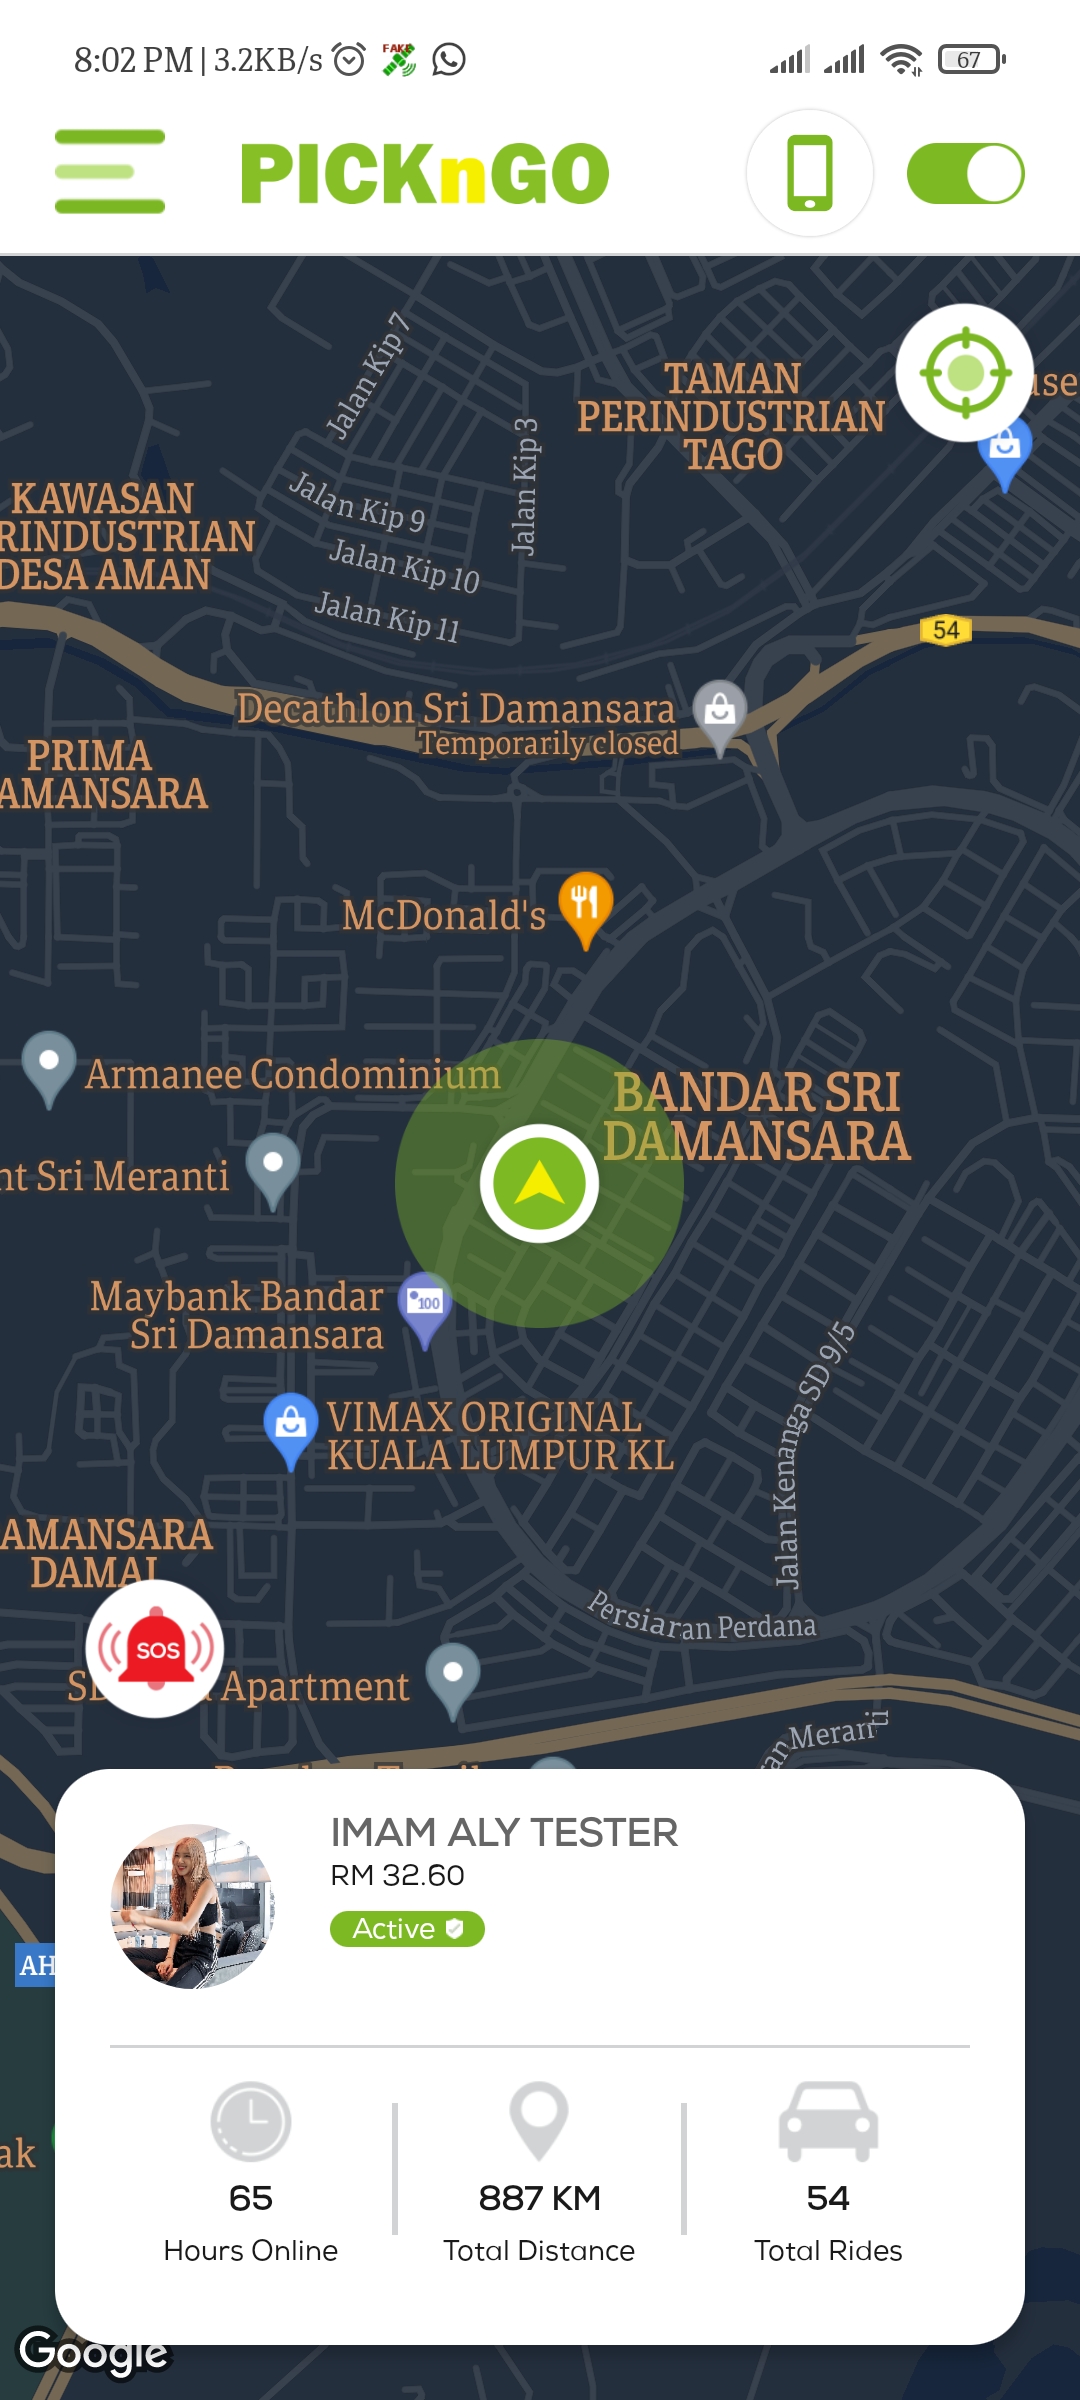 8:02 PM | 3.2KB/s
FAKE
67
PICKnGO
Jalan Kip 7
TAMAN
PERINDUSTRIAN
TAGO
Jalan Kip 3
KAWASAN
RINDUSTRIAN
DESA AMAN
Jalan Kip 9
Jalan Kip 10
Jalan Kip 11
54
Decathlon Sri Damansara
Temporarily closed
PRIMA
AMANSARA
McDonald's
Armanee Condominium
BANDAR SRI
DAMANSARA
nt Sri Meranti
Maybank Bandar
Sri Damansara
100
VIMAX ORIGINAL
KUALA LUMPUR KL
Jalan Kenanga SD 9/5
AMANSARA
DAMAI
SOS
Persiaran Perdana
Apartment
Meranti
IMAM ALY TESTER
RM 32.60
Active
AH
ak
65
Hours Online
887 KM
Total Distance
54
Total Rides
Google